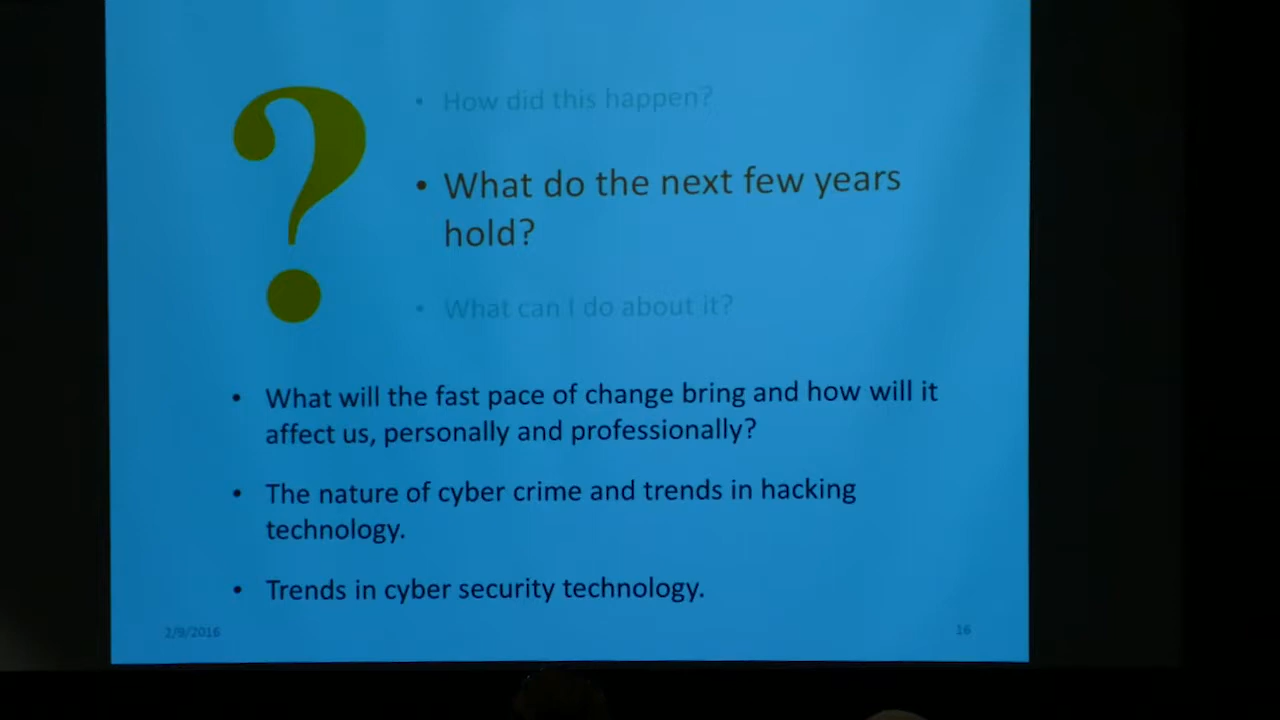 ?
• How did this happen?
• What do the next few years
hold?
• What can I do about it?
• What will the fast pace of change bring and how will it
affect us, personally and professionally?
• The nature of cyber crime and trends in hacking
technology.
• Trends in cyber security technology.
2/9/2016
16